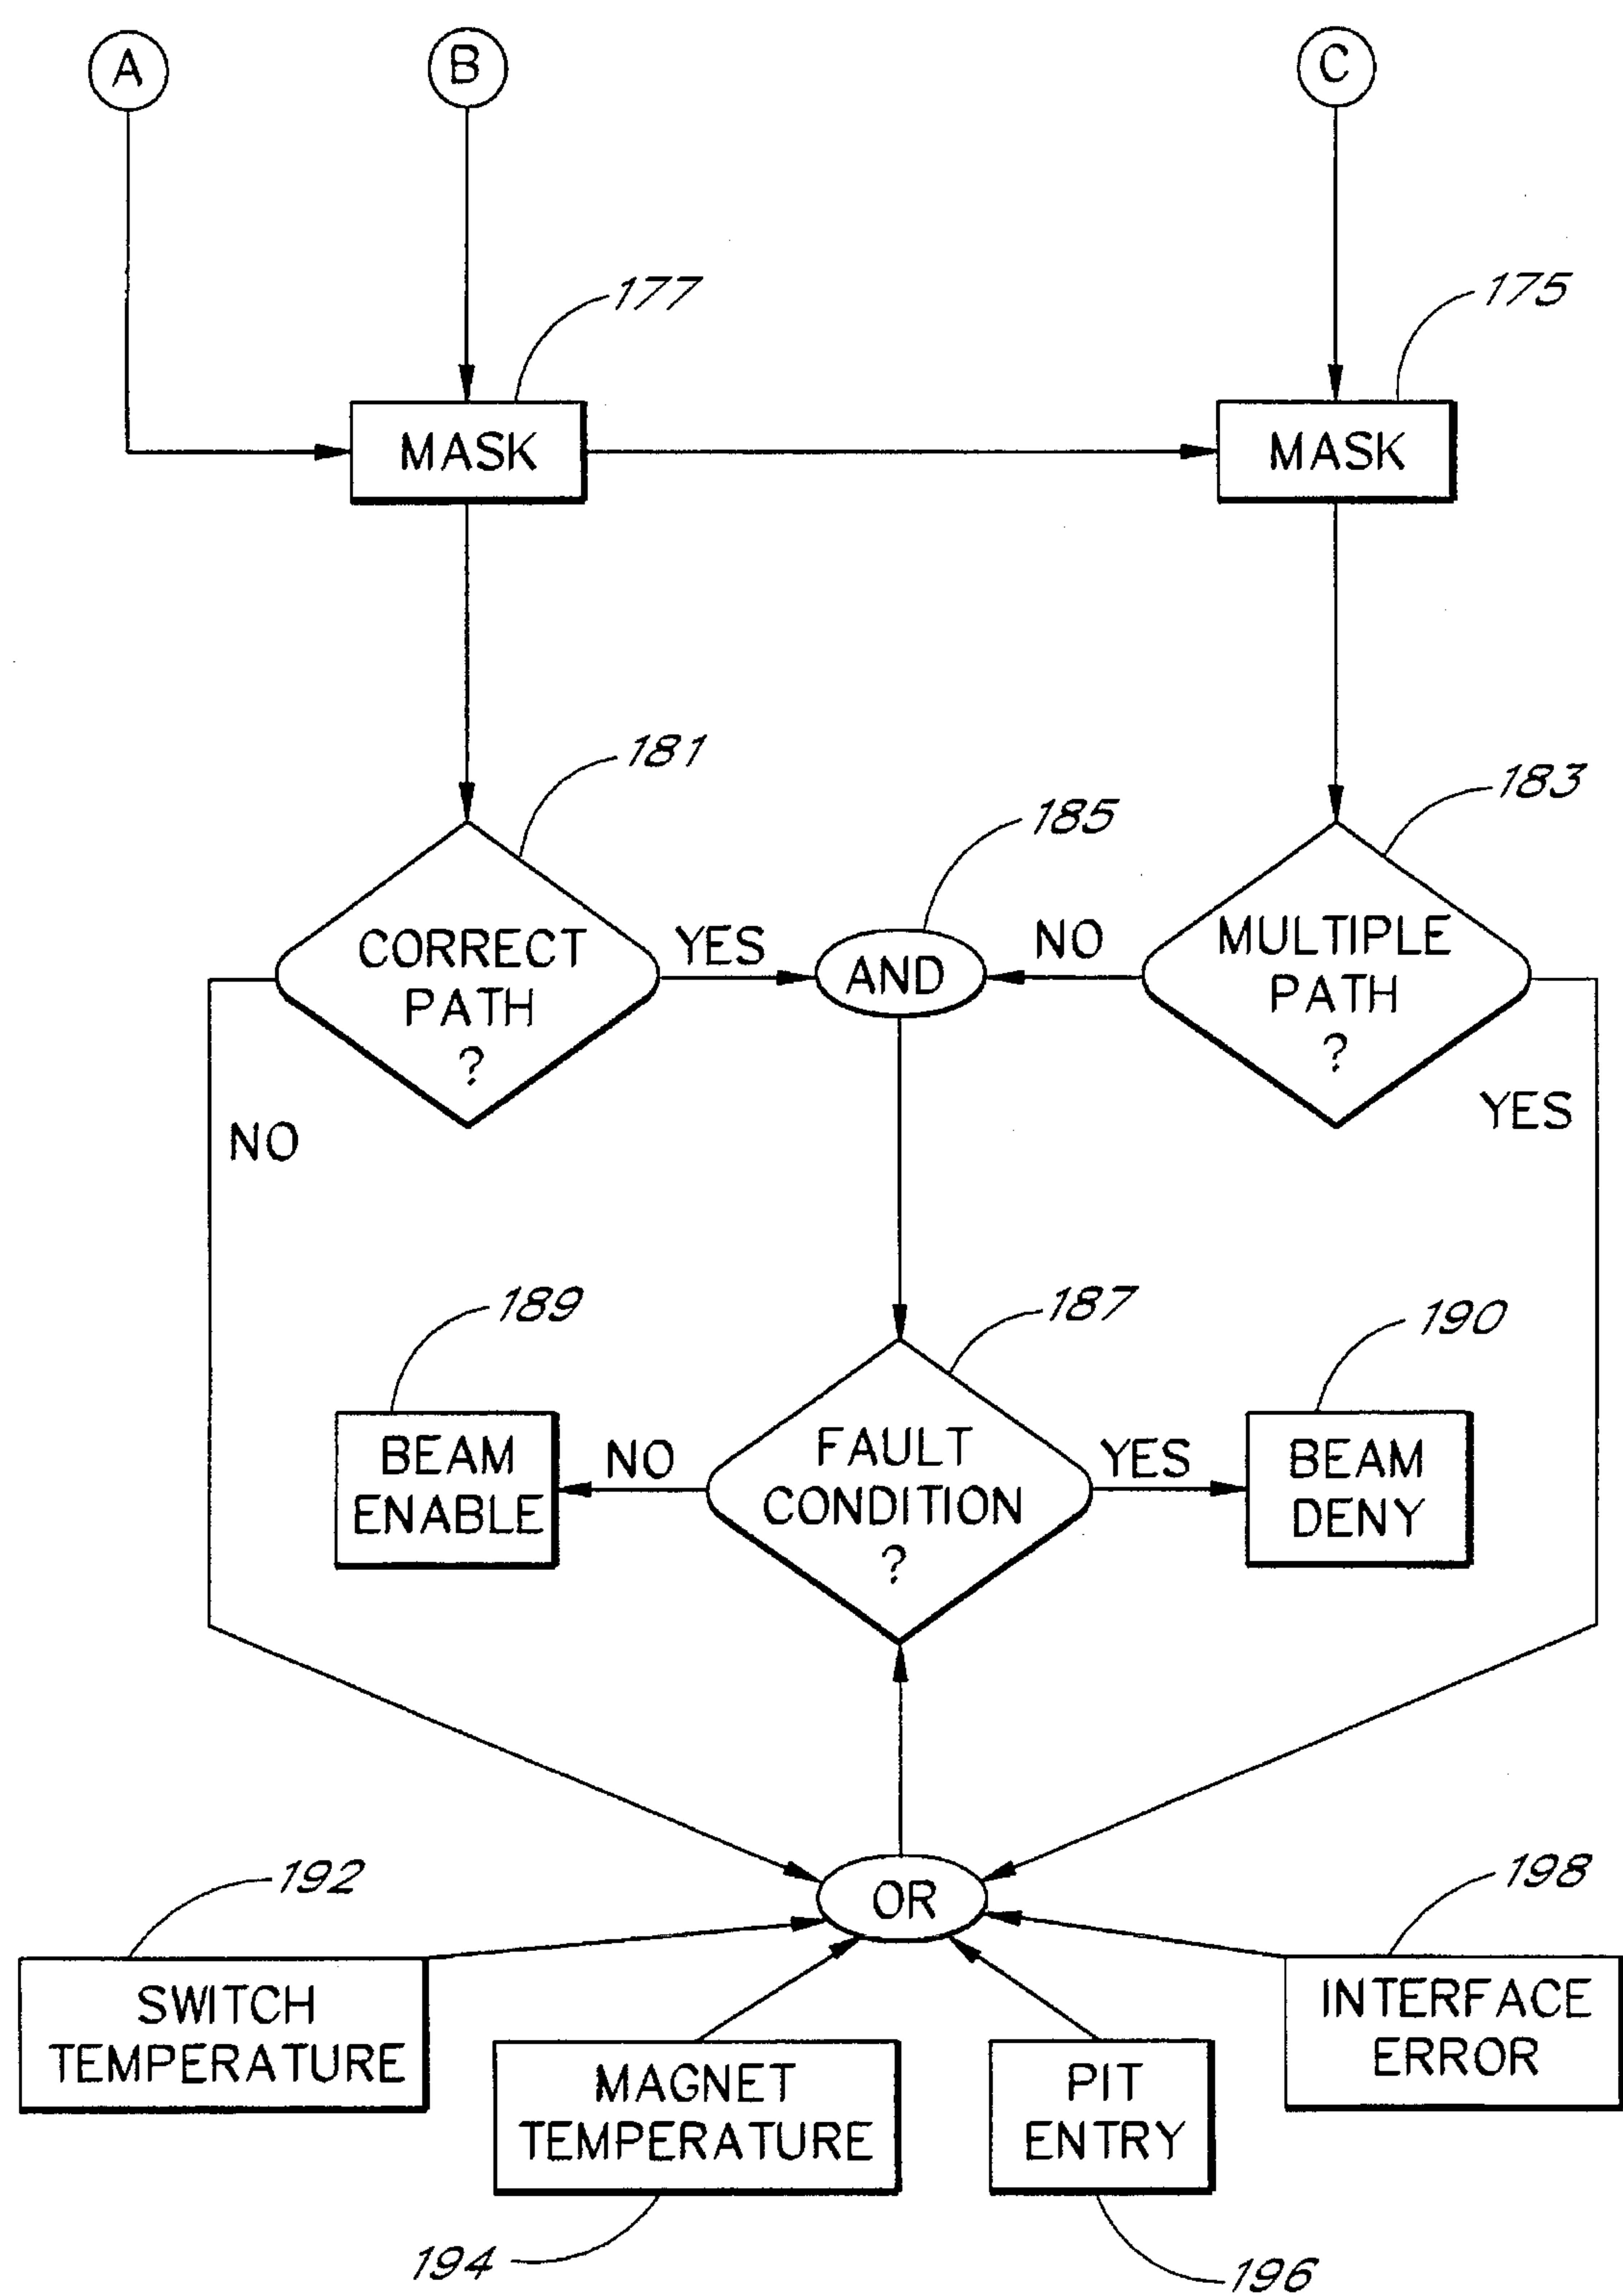 A
B
C
177
175
MASK
MASK
181
185
183
CORRECT
PATH
?
YES
AND
NO
MULTIPLE
PATH
?
NO
YES
189
187
190
BEAM
ENABLE
NO
FAULT
CONDITION
?
YES
BEAM
DENY
192
OR
198
SWITCH
TEMPERATURE
MAGNET
TEMPERATURE
PIT
ENTRY
INTERFACE
ERROR
194
196